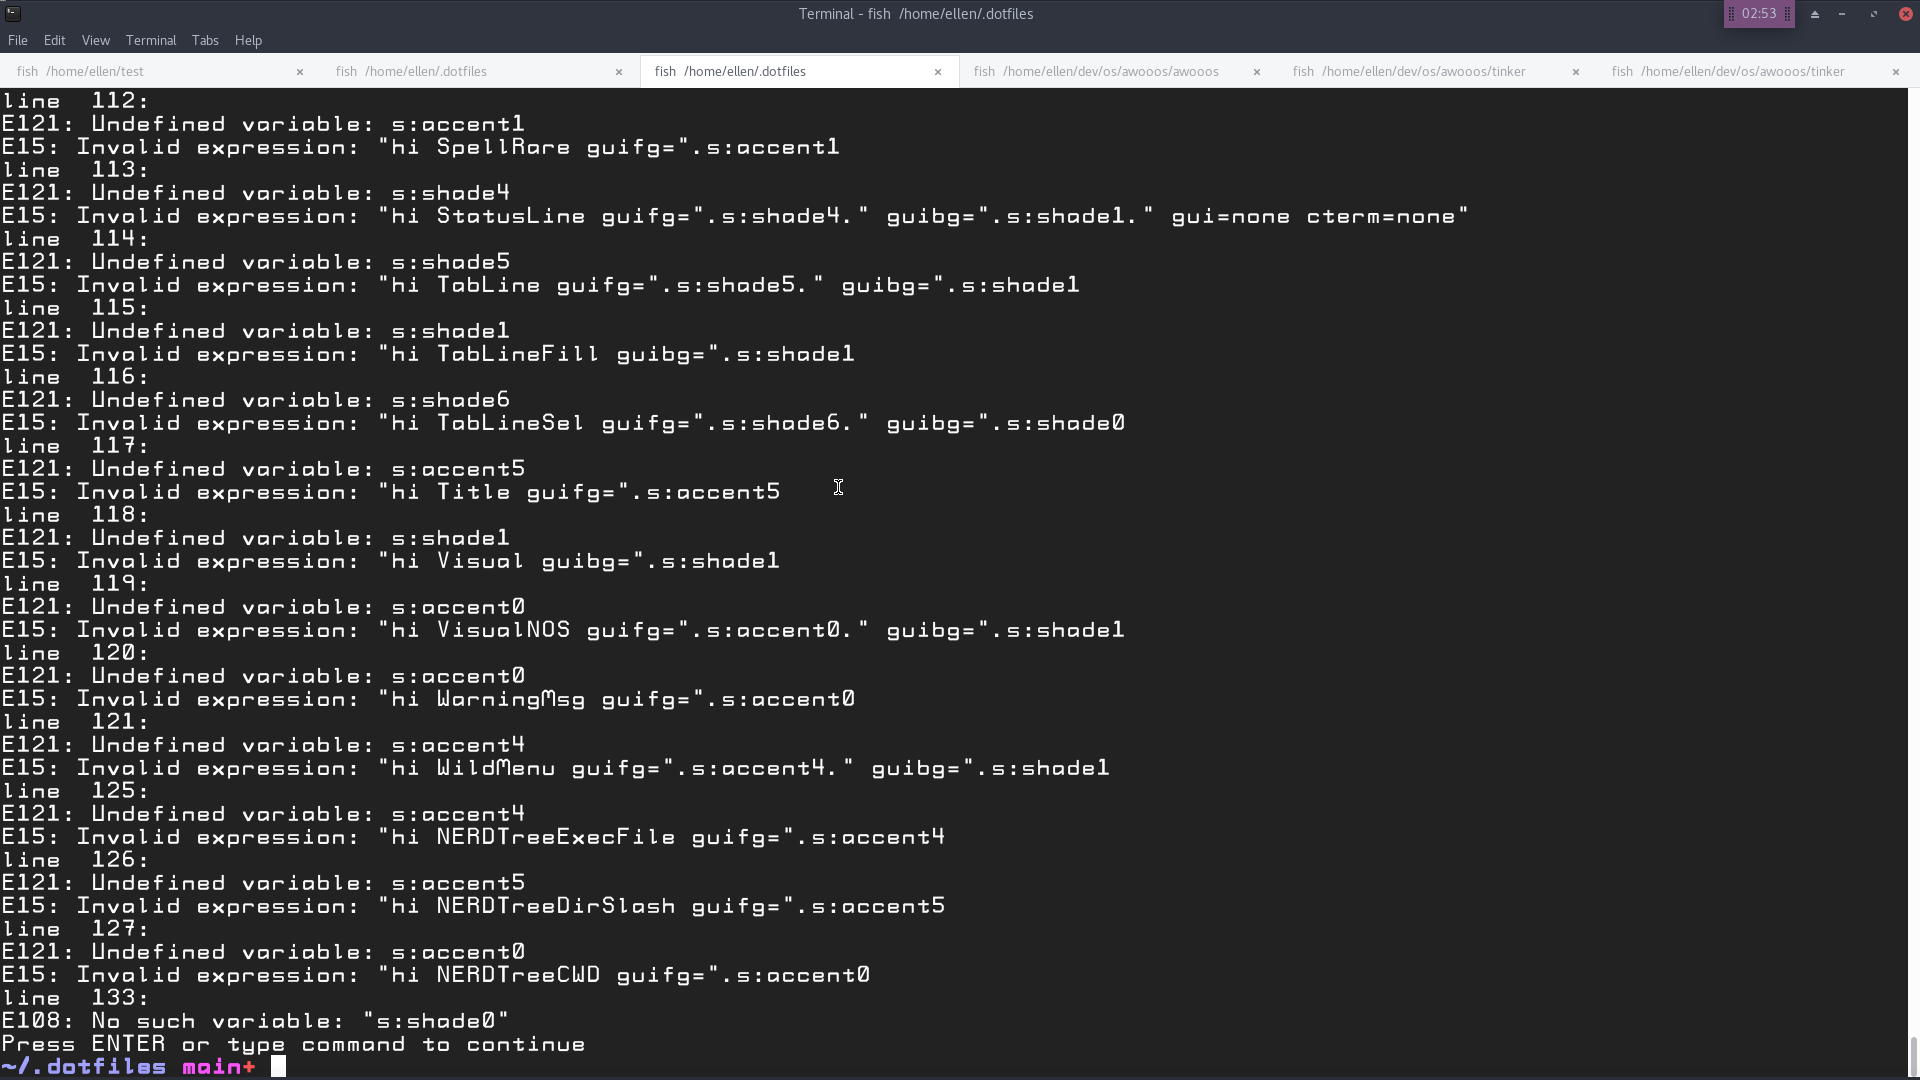 Terminal - fish  /home/ellen/.dotfiles
02:53
File Edit View Terminal Tabs Help
fish  /home/ellen/test
fish  /home/ellen/.dotfiles
fish  /home/ellen/.dotfiles
fish  /home/ellen/dev/os/awooos/awooos
fish  /home/ellen/dev/os/awooos/tinker
fish  /home/ellen/dev/os/awooos/tinker
line  112:
E121: Undefined variable: s:accent1
E15: Invalid expression: "hi SpellRare guifg=".s:accent1
line  113:
E121: Undefined variable: s:shade4
E15: Invalid expression: "hi StatusLine guifg=".s:shade4." guibg=".s:shade1." gui=none cterm=none"
line  114:
E121: Undefined variable: s:shade5
E15: Invalid expression: "hi TabLine guifg=".s:shade5." guibg=".s:shade1
line  115:
E121: Undefined variable: s:shade1
E15: Invalid expression: "hi TabLineFill guibg=".s:shade1
line  116:
E121: Undefined variable: s:shade6
E15: Invalid expression: "hi TabLineSel guifg=".s:shade6." guibg=".s:shade0
line  117:
E121: Undefined variable: s:accent5
E15: Invalid expression: "hi Title guifg=".s:accent5
line  118:
E121: Undefined variable: s:shade1
E15: Invalid expression: "hi Visual guibg=".s:shade1
line  119:
E121: Undefined variable: s:accent0
E15: Invalid expression: "hi VisualNOS guifg=".s:accent0." guibg=".s:shade1
line  120:
E121: Undefined variable: s:accent0
E15: Invalid expression: "hi WarningMsg guifg=".s:accent0
line  121:
E121: Undefined variable: s:accent4
E15: Invalid expression: "hi WildMenu guifg=".s:accent4." guibg=".s:shade1
line  125:
E121: Undefined variable: s:accent4
E15: Invalid expression: "hi NERDTreeExecFile guifg=".s:accent4
line  126:
E121: Undefined variable: s:accent5
E15: Invalid expression: "hi NERDTreeDirSlash guifg=".s:accent5
line  127:
E121: Undefined variable: s:accent0
E15: Invalid expression: "hi NERDTreeCWD guifg=".s:accent0
line  133:
E108: No such variable: "s:shade0"
Press ENTER or type command to continue
~/.dotfiles main+